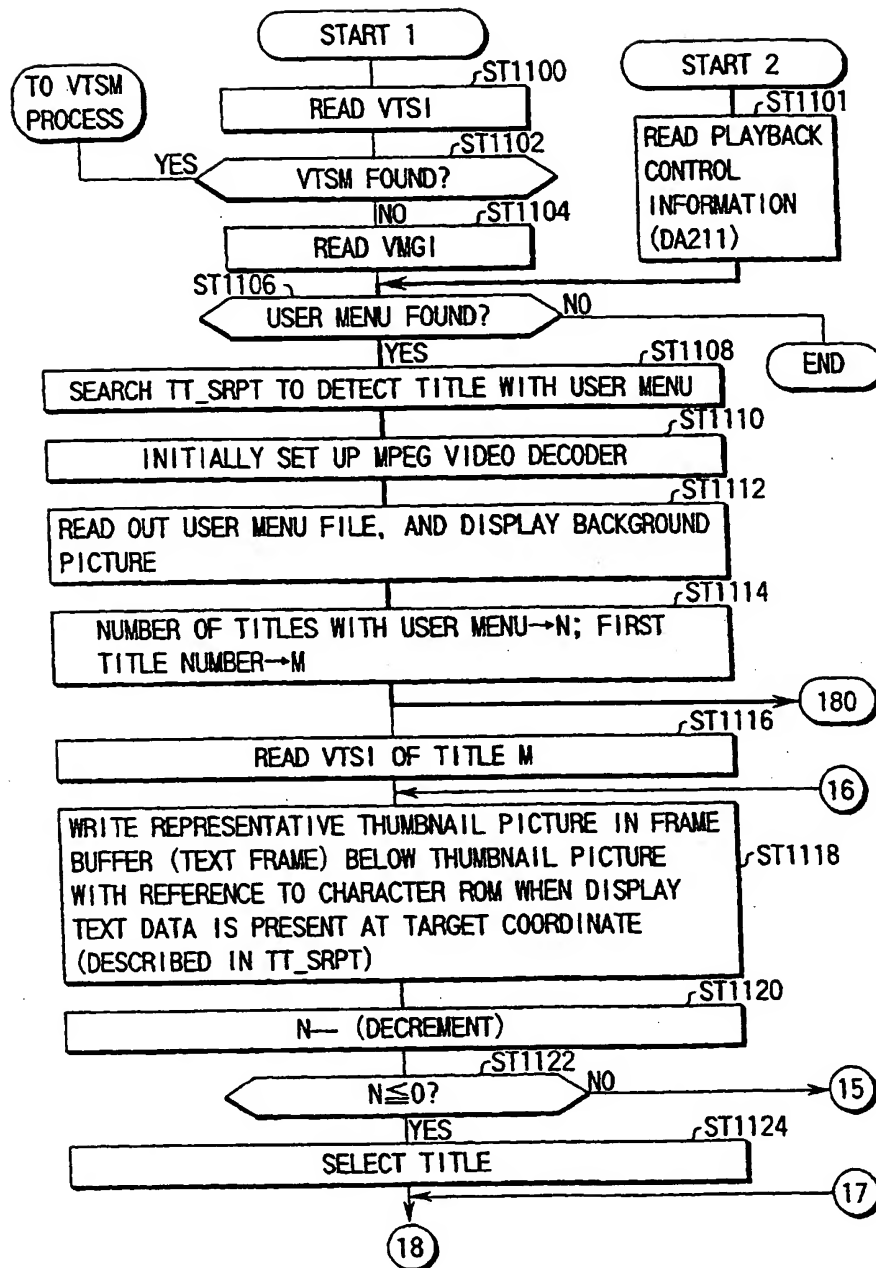 START 1
ST1100
START 2
TO VTSM
PROCESS
READ VTSI
ST1101
READ PLAYBACK
CONTROL
INFORMATION
(DA211)
ST1102
YES
VTSM FOUND?
NO
ST1104
READ VMGI
ST1106
USER MENU FOUND?
NO
YES
END
ST1108
SEARCH TT_SRPT TO DETECT TITLE WITH USER MENU
ST1110
INITIALLY SET UP MPEG VIDEO DECODER
ST1112
READ OUT USER MENU FILE, AND DISPLAY BACKGROUND
PICTURE
ST1114
NUMBER OF TITLES WITH USER MENU→N; FIRST
TITLE NUMBER→M
180
ST1116
READ VTSI OF TITLE M
16
WRITE REPRESENTATIVE THUMBNAIL PICTURE IN FRAME
BUFFER (TEXT FRAME) BELOW THUMBNAIL PICTURE
WITH REFERENCE TO CHARACTER ROM WHEN DISPLAY
TEXT DATA IS PRESENT AT TARGET COORDINATE
(DESCRIBED IN TT_SRPT)
ST1118
ST1120
N–– (DECREMENT)
ST1122
N≦0?
NO
15
YES
ST1124
SELECT TITLE
17
18